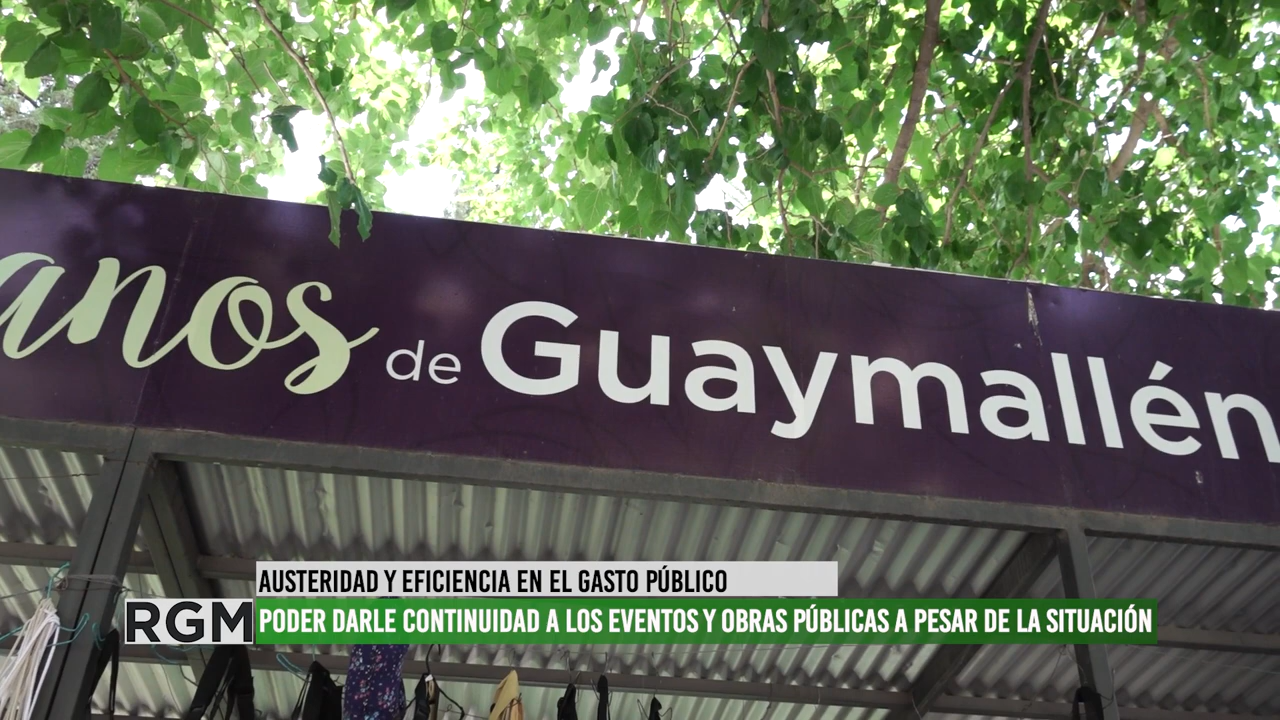 anos de Guaymallén
AUSTERIDAD Y EFICIENCIA EN EL GASTO PÚBLICO
RGM
PODER DARLE CONTINUIDAD A LOS EVENTOS Y OBRAS PÚBLICAS A PESAR DE LA SITUACIÓN